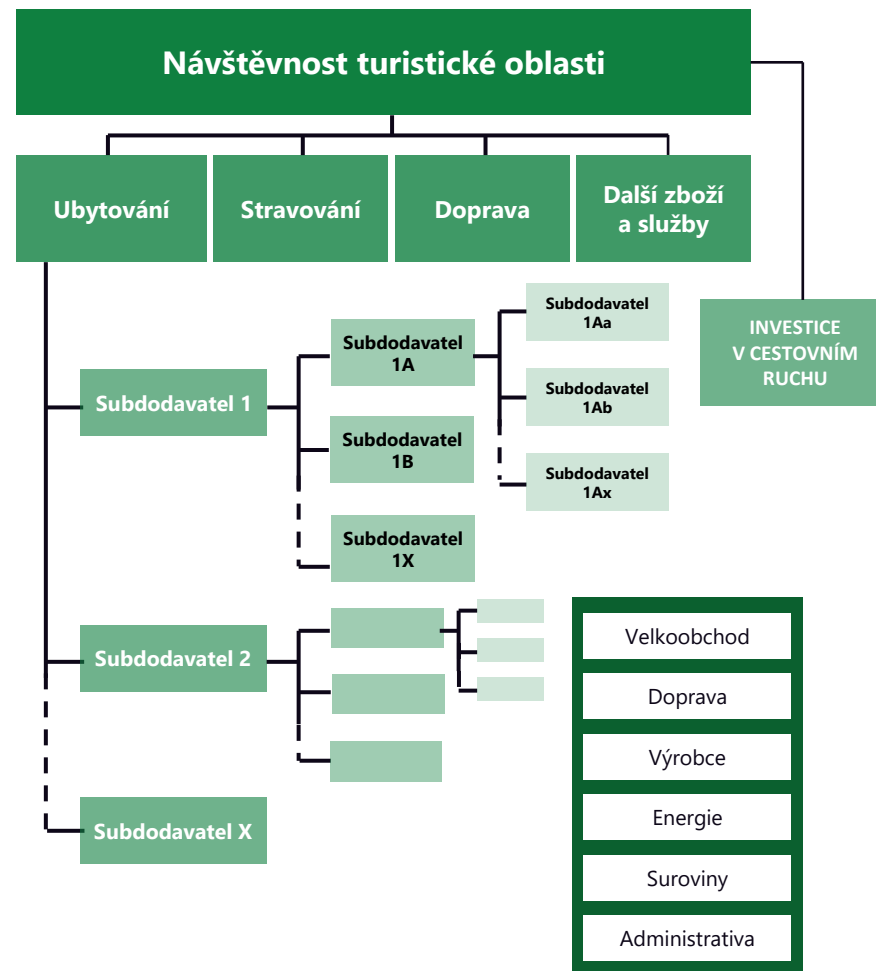 Návštěvnost turistické oblasti
Ubytování
Stravování
Doprava
Další zboží
a služby
INVESTICE
V CESTOVNÍM
RUCHU
Subdodavatel 1
Subdodavatel
1A
Subdodavatel
1B
Subdodavatel
1X
Subdodavatel
1Aa
Subdodavatel
1Ab
Subdodavatel
1Ax
Subdodavatel 2
Subdodavatel X
Velkoobchod
Doprava
Výrobce
Energie
Suroviny
Administrativa